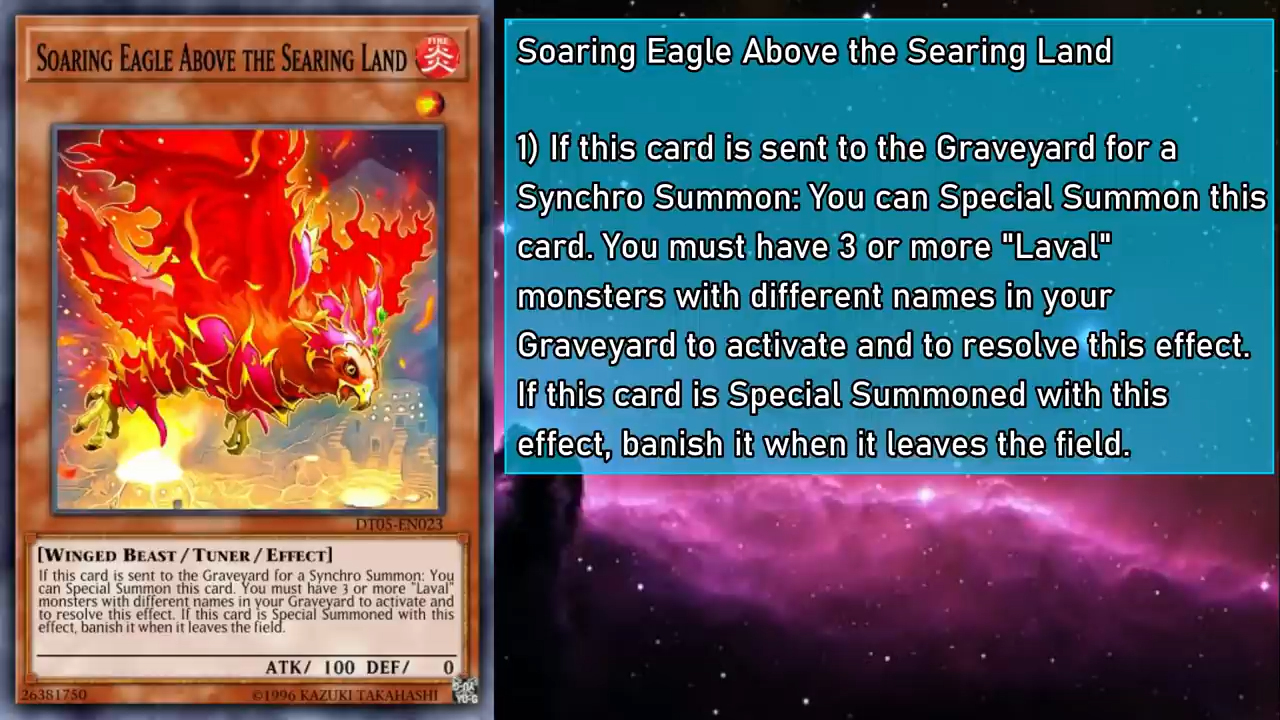 SOARING EAGLE ABOVE THE SEARING LAND
FIRE
炎
DT05-EN023
[WINGED BEAST / TUNER / EFFECT]
If this card is sent to the Graveyard for a Synchro Summon: You
can Special Summon this card. You must have 3 or more "Laval"
monsters with different names in your Graveyard to activate and
to resolve this effect. If this card is Special Summoned with this
effect, banish it when it leaves the field.
ATK/ 100 DEF/ 0
26381750
©1996 KAZUKI TAKAHASHI
Soaring Eagle Above the Searing Land
1) If this card is sent to the Graveyard for a
Synchro Summon: You can Special Summon this
card. You must have 3 or more "Laval"
monsters with different names in your
Graveyard to activate and to resolve this effect.
If this card is Special Summoned with this
effect, banish it when it leaves the field.